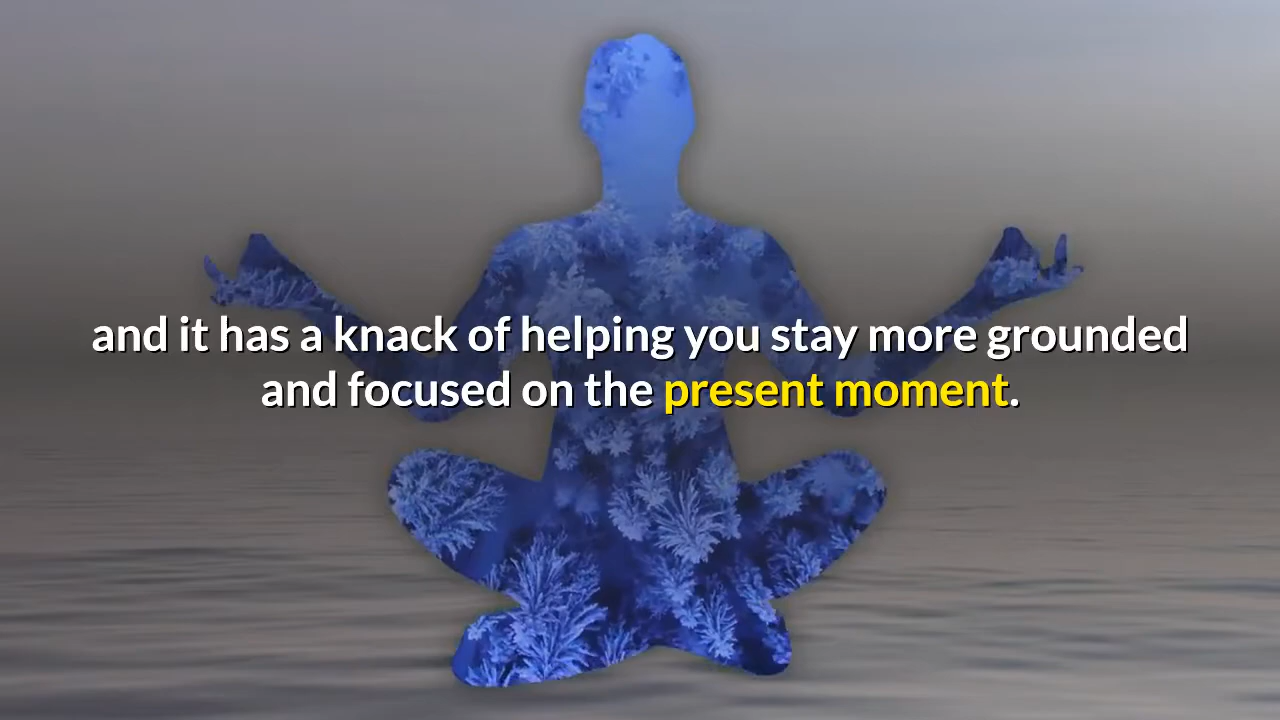 and it has a knack of helping you stay more grounded
and focused on the present moment.